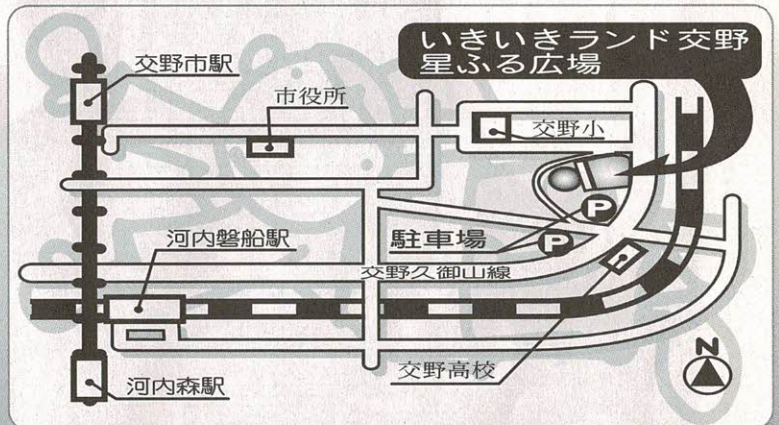 いきいきランド交野
星ふる広場
交野市駅
市役所
交野小
P
河内磐船駅
駐車場
P
交野久御山線
交野高校
河内森駅
N